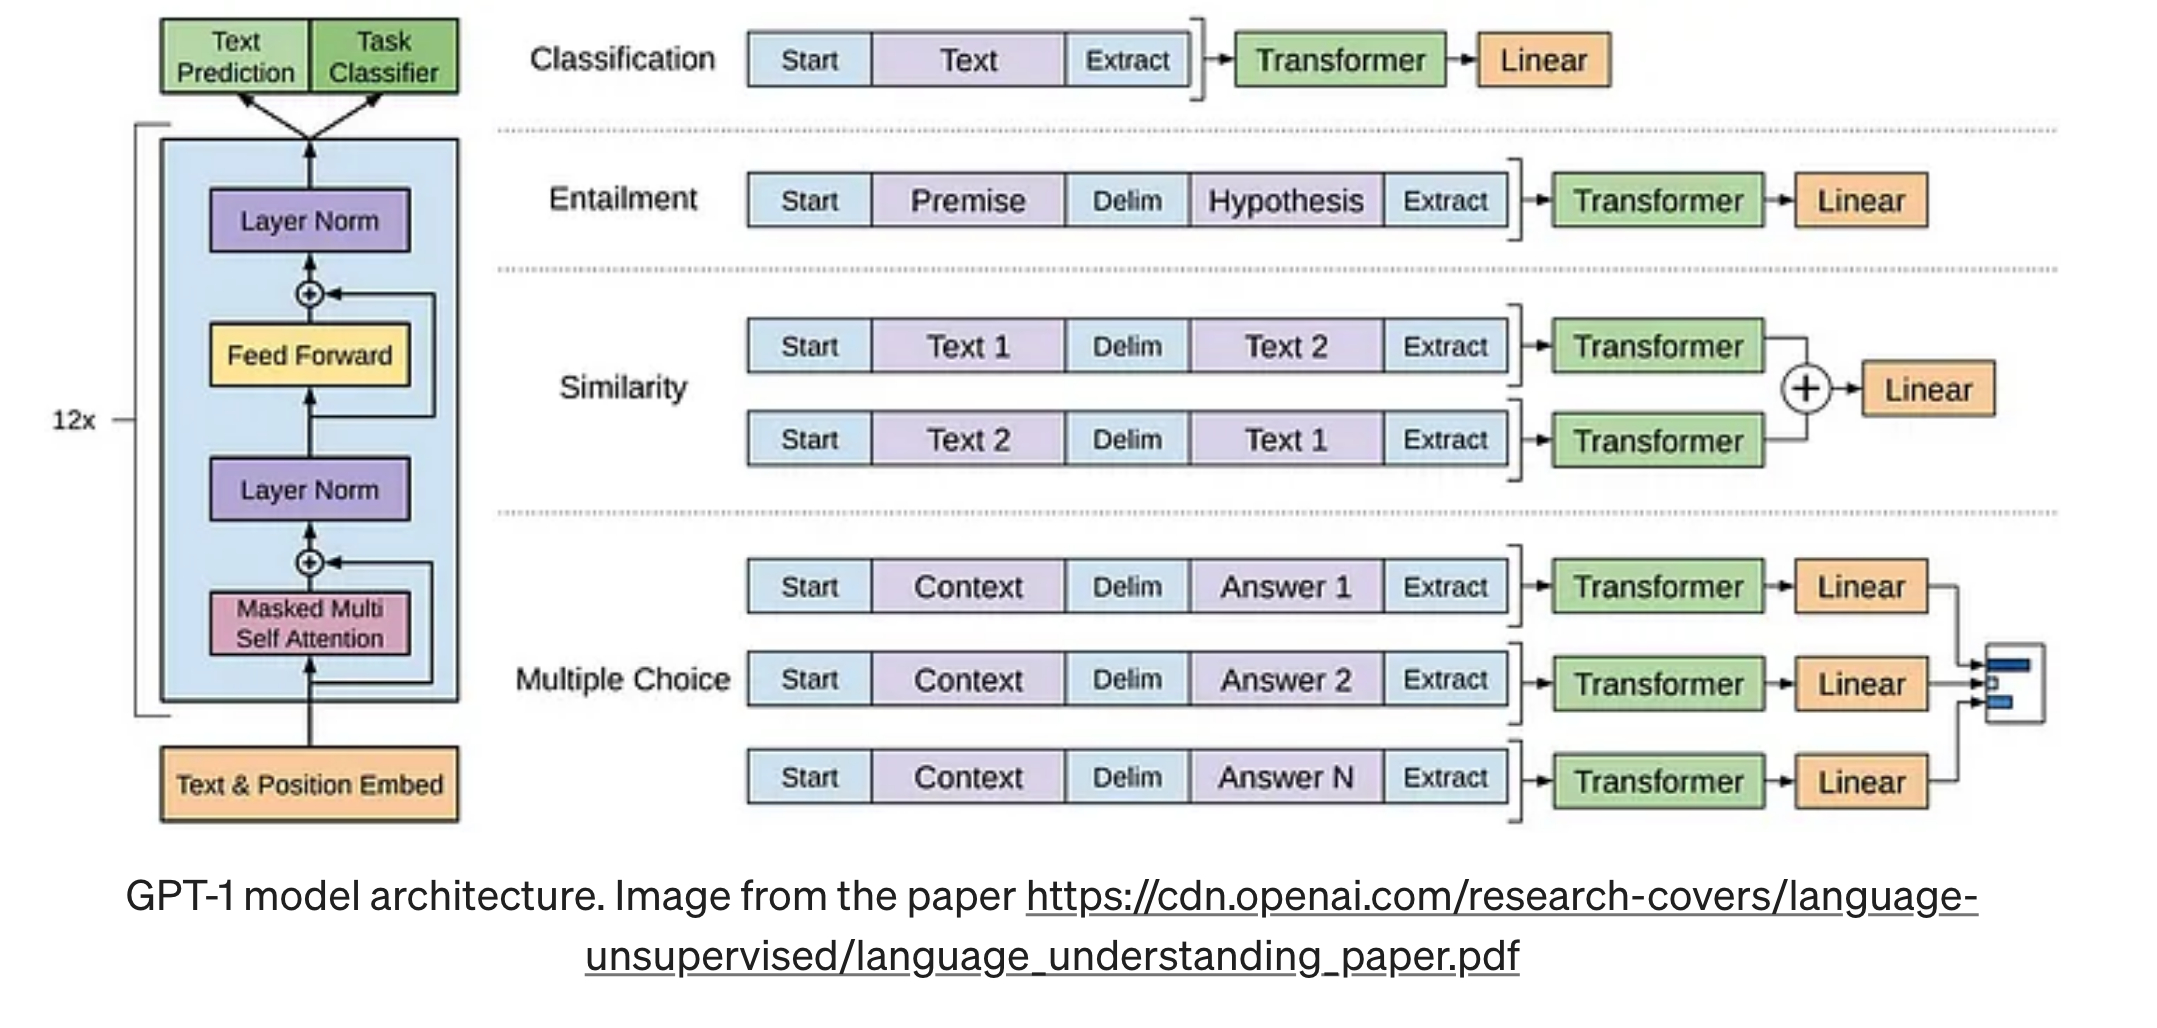 Text
Prediction
Task
Classifier
12x
Layer Norm
Feed Forward
Layer Norm
Masked Multi
Self Attention
Text & Position Embed
Classification
Start Text Extract Transformer Linear
Entailment
Start Premise Delim Hypothesis Extract Transformer Linear
Similarity
Start Text 1 Delim Text 2 Extract Transformer
Start Text 2 Delim Text 1 Extract Transformer
Linear
Multiple Choice
Start Context Delim Answer 1 Extract Transformer Linear
Start Context Delim Answer 2 Extract Transformer Linear
Start Context Delim Answer N Extract Transformer Linear
GPT-1 model architecture. Image from the paper https://cdn.openai.com/research-covers/language-
unsupervised/language_understanding_paper.pdf